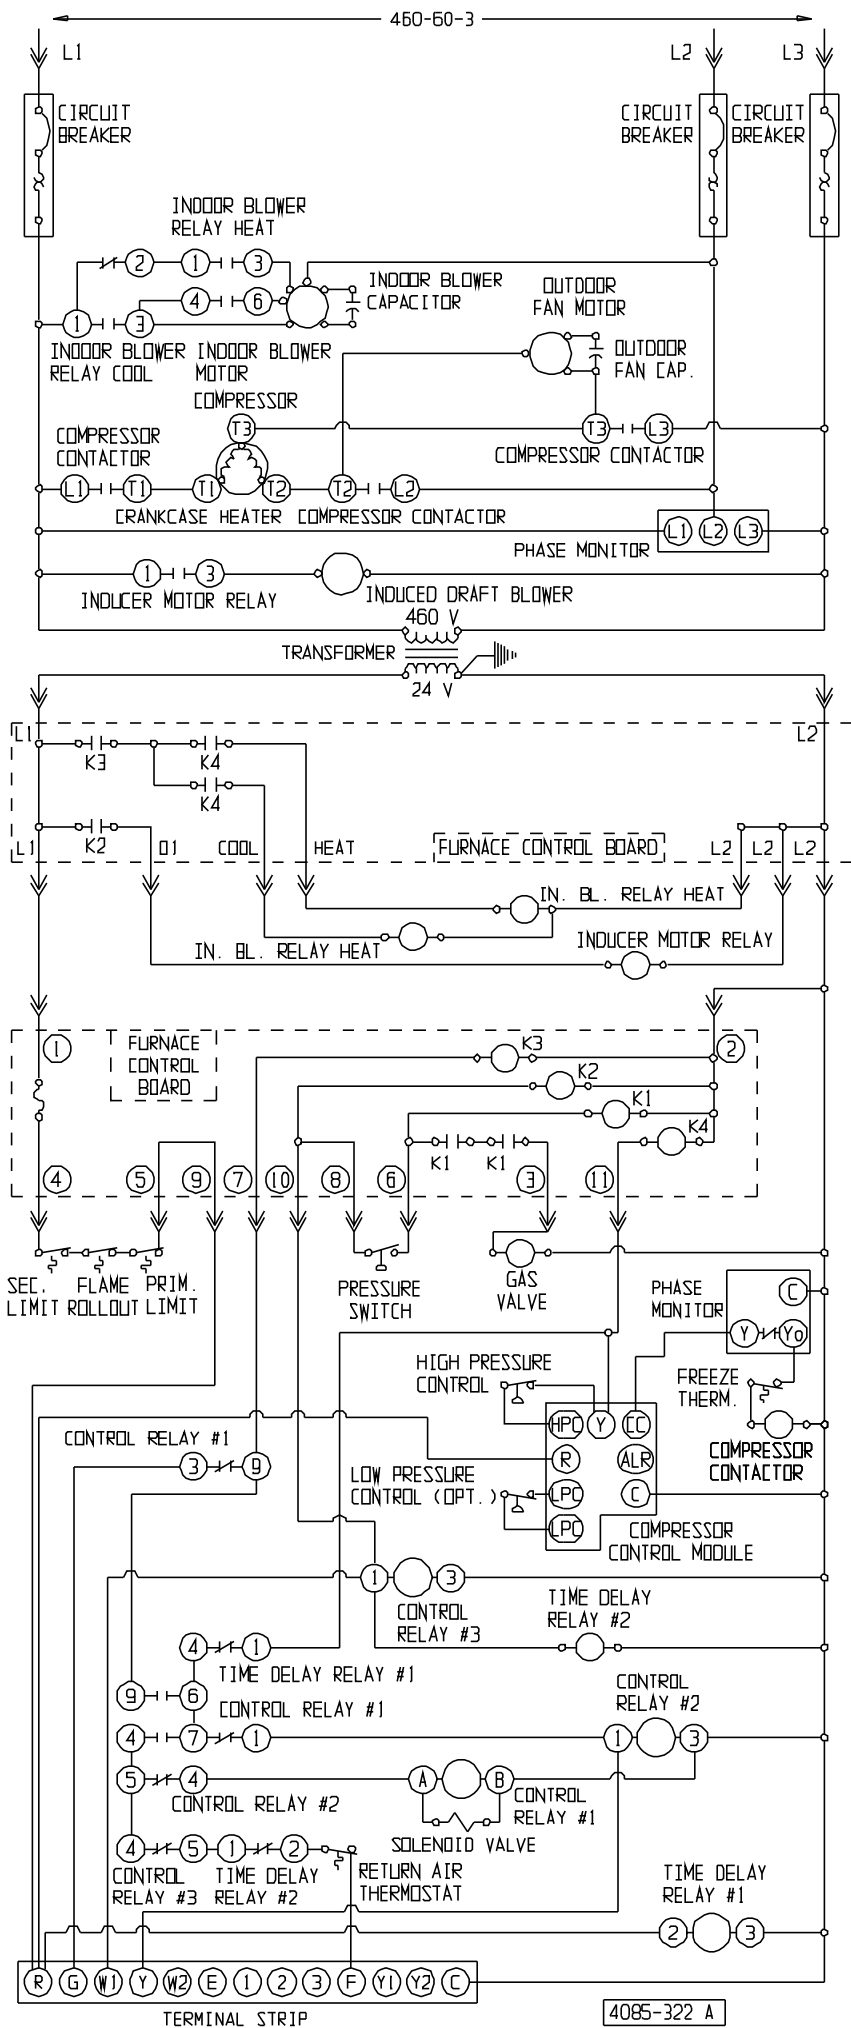 460-60-3
L1
L2
L3
CIRCUIT
BREAKER
CIRCUIT
BREAKER
CIRCUIT
BREAKER
INDOOR BLOWER
RELAY HEAT
2 1 3
4 6
1 3
INDOOR BLOWER
CAPACITOR
OUTDOOR
FAN MOTOR
OUTDOOR
FAN CAP.
INDOOR BLOWER
RELAY COOL
INDOOR BLOWER
MOTOR
COMPRESSOR
T3
T3 L3
COMPRESSOR
CONTACTOR
COMPRESSOR CONTACTOR
L1 T1 T1 T2 T2 L2
CRANKCASE HEATER
COMPRESSOR CONTACTOR
L1 L2 L3
PHASE MONITOR
1 3
INDUCER MOTOR RELAY
INDUCED DRAFT BLOWER
460 V
TRANSFORMER
24 V
L1
L2
K3
K4
K4
K2
L1
O1
COOL
HEAT
FURNACE CONTROL BOARD
L2
L2
L2
IN. BL. RELAY HEAT
IN. BL. RELAY HEAT
INDUCER MOTOR RELAY
1
FURNACE
CONTROL
BOARD
K3
2
K2
K1
K4
K1
K1
4 5 9 7 10 8 6 3 11
SEC.
LIMIT
FLAME
ROLLOUT
PRIM.
LIMIT
PRESSURE
SWITCH
GAS
VALVE
PHASE
MONITOR
C
Y Yo
HIGH PRESSURE
CONTROL
FREEZE
THERM.
HPC Y CC
CONTROL RELAY #1
3 9
R ALR
COMPRESSOR
CONTACTOR
LOW PRESSURE
CONTROL (OPT.)
LPC C
LPC
COMPRESSOR
CONTROL MODULE
1 3
CONTROL
RELAY #3
TIME DELAY
RELAY #2
4 1
TIME DELAY RELAY #1
9 6
CONTROL RELAY #1
CONTROL
RELAY #2
4 7 1
1 3
5 4
A B
CONTROL RELAY #2
CONTROL
RELAY #1
SOLENOID VALVE
4 5 1 2
CONTROL
RELAY #3
TIME DELAY
RELAY #2
RETURN AIR
THERMOSTAT
TIME DELAY
RELAY #1
2 3
R G W1 Y W2 E 1 2 3 F Y1 Y2 C
TERMINAL STRIP
4085-322 A